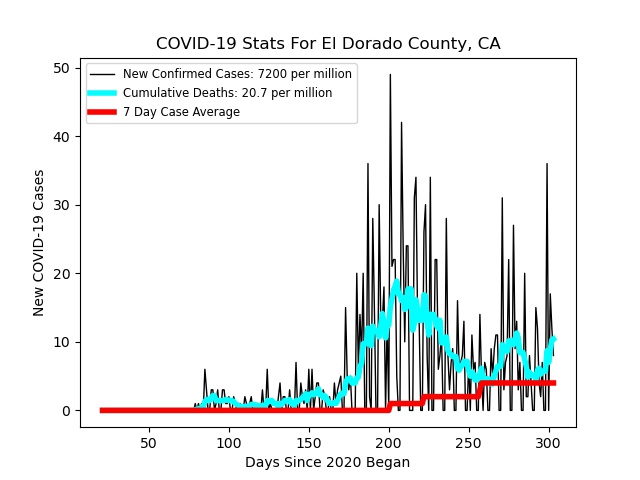 COVID-19 Stats For El Dorado County, CA
New Confirmed Cases: 7200 per million
Cumulative Deaths: 20.7 per million
7 Day Case Average
New COVID-19 Cases
50
40
30
20
10
0
50 100 150 200 250 300
Days Since 2020 Began